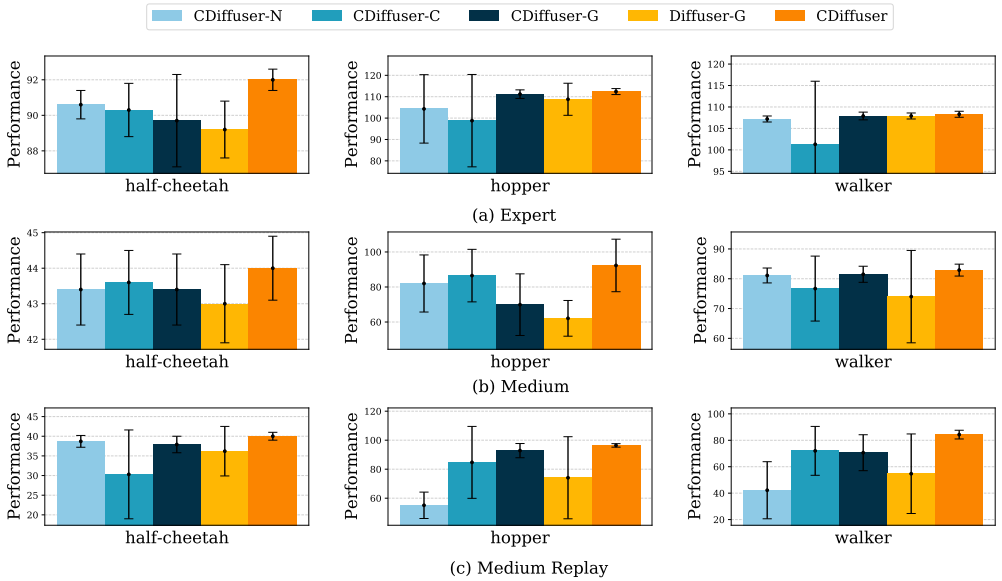 CDiffuser-N CDiffuser-C CDiffuser-G Diffuser-G CDiffuser
Performance
92
90
88
half-cheetah
Performance
120
110
100
90
80
hopper
Performance
120
115
110
105
100
95
walker
(a) Expert
Performance
45
44
43
42
half-cheetah
Performance
100
80
60
hopper
Performance
90
80
70
60
walker
(b) Medium
Performance
45
40
35
30
25
20
half-cheetah
Performance
120
100
80
60
hopper
Performance
100
80
60
40
20
walker
(c) Medium Replay